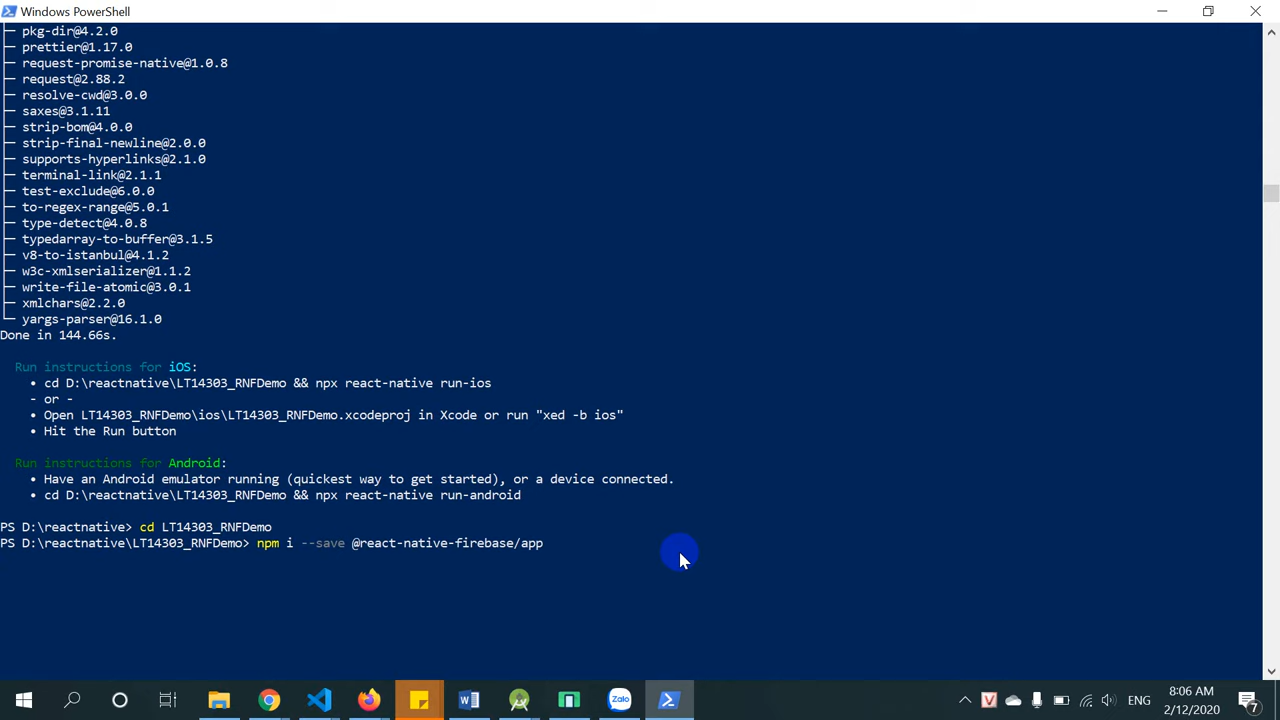 Windows PowerShell
├─ pkg-dir@4.2.0
├─ prettier@1.17.0
├─ request-promise-native@1.0.8
├─ request@2.88.2
├─ resolve-cwd@3.0.0
├─ saxes@3.1.11
├─ strip-bom@4.0.0
├─ strip-final-newline@2.0.0
├─ supports-hyperlinks@2.1.0
├─ terminal-link@2.1.1
├─ test-exclude@6.0.0
├─ to-regex-range@5.0.1
├─ type-detect@4.0.8
├─ typedarray-to-buffer@3.1.5
├─ v8-to-istanbul@4.1.2
├─ w3c-xmlserializer@1.1.2
├─ write-file-atomic@3.0.1
├─ xmlchars@2.2.0
└─ yargs-parser@16.1.0
Done in 144.66s.
Run instructions for iOS:
• cd D:\reactnative\LT14303_RNFDemo && npx react-native run-ios
- or -
• Open LT14303_RNFDemo\ios\LT14303_RNFDemo.xcodeproj in Xcode or run "xed -b ios"
• Hit the Run button
Run instructions for Android:
• Have an Android emulator running (quickest way to get started), or a device connected.
• cd D:\reactnative\LT14303_RNFDemo && npx react-native run-android
PS D:\reactnative> cd LT14303_RNFDemo
PS D:\reactnative\LT14303_RNFDemo> npm i --save @react-native-firebase/app
Zalo
ENG
8:06 AM
2/12/2020
7